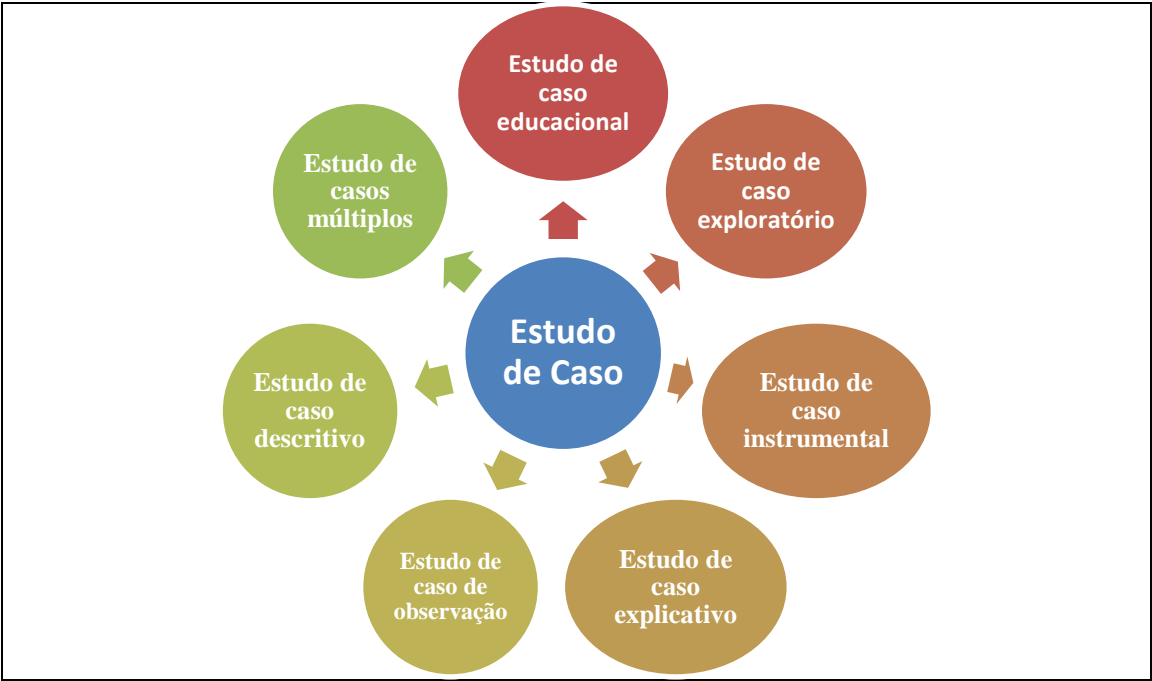 Estudo de
caso
educacional
Estudo de
caso
exploratório
Estudo de
caso
instrumental
Estudo de
caso
explicativo
Estudo de
caso de
observação
Estudo de
caso
descritivo
Estudo de
casos
múltiplos
Estudo
de Caso